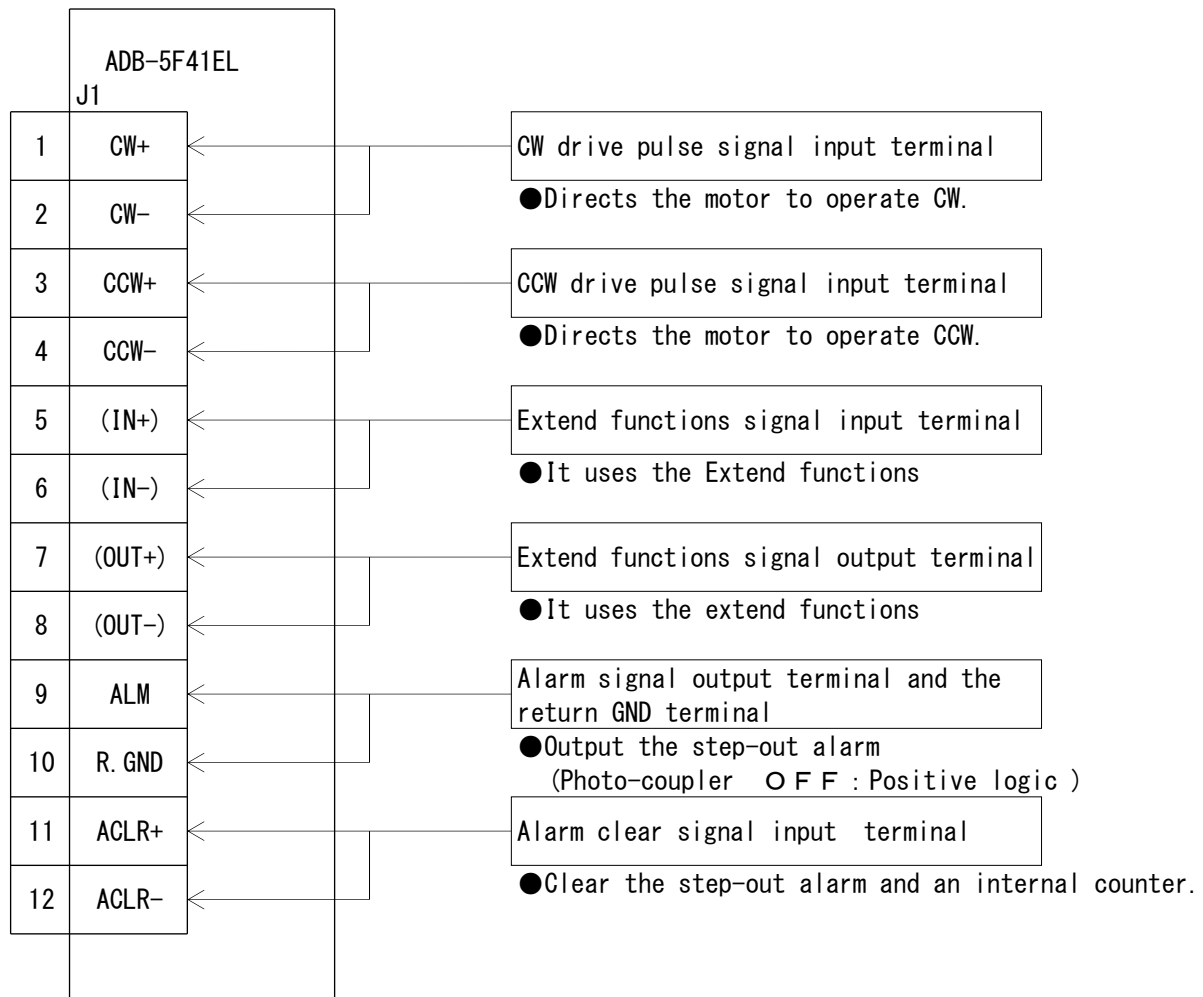 ADB-5F41EL
J1
1 CW+ CW drive pulse signal input terminal
2 CW- ●Directs the motor to operate CW.
3 CCW+ CCW drive pulse signal input terminal
4 CCW- ●Directs the motor to operate CCW.
5 (IN+) Extend functions signal input terminal
6 (IN-) ●It uses the Extend functions
7 (OUT+) Extend functions signal output terminal
8 (OUT-) ●It uses the extend functions
9 ALM Alarm signal output terminal and the
return GND terminal
10 R.GND ●Output the step-out alarm
(Photo-coupler ＯＦＦ:Positive logic )
11 ACLR+ Alarm clear signal input terminal
12 ACLR- ●Clear the step-out alarm and an internal counter.